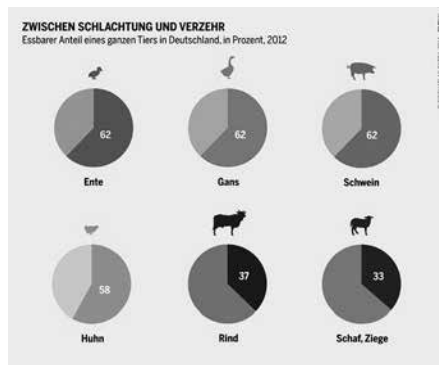 ZWISCHEN SCHLACHTUNG UND VERZEHR
Essbarer Anteil eines ganzen Tiers in Deutschland, in Prozent, 2012
62
62
62
Ente
Gans
Schwein
58
37
33
Huhn
Rind
Schaf, Ziege